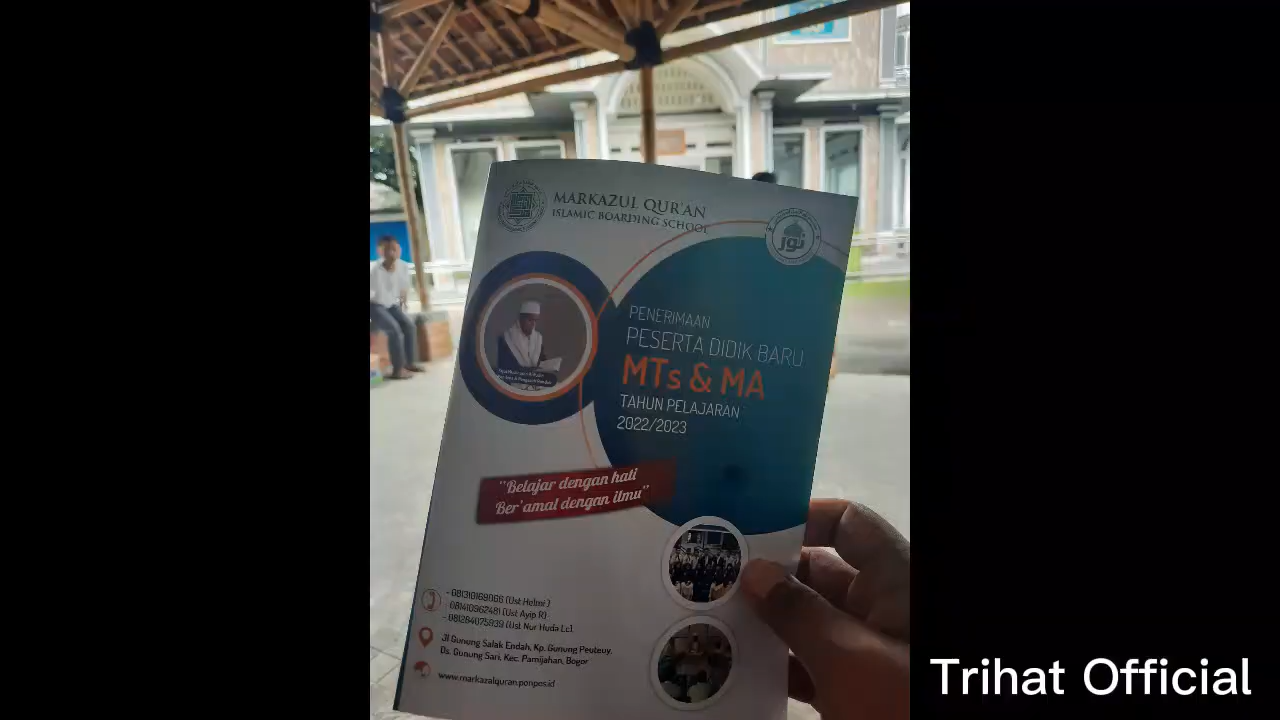 MARKAZUL QUR'AN
ISLAMIC BOARDING SCHOOL
نور
PENERIMAAN
PESERTA DIDIK BARU
MTs & MA
TAHUN PELAJARAN
2022/2023
"Belajar dengan hati
Ber'amal dengan ilmu"
(Ust Helmi )
(Ust Ayip R)
(Ust Nur Huda Lc)
Jl Gunung Salak Endah, Kp. Gunung Peuteuy,
Ds. Gunung Sari, Kec. Pamijahan, Bogor
www.markazalquran.ponpes.id
Trihat Official